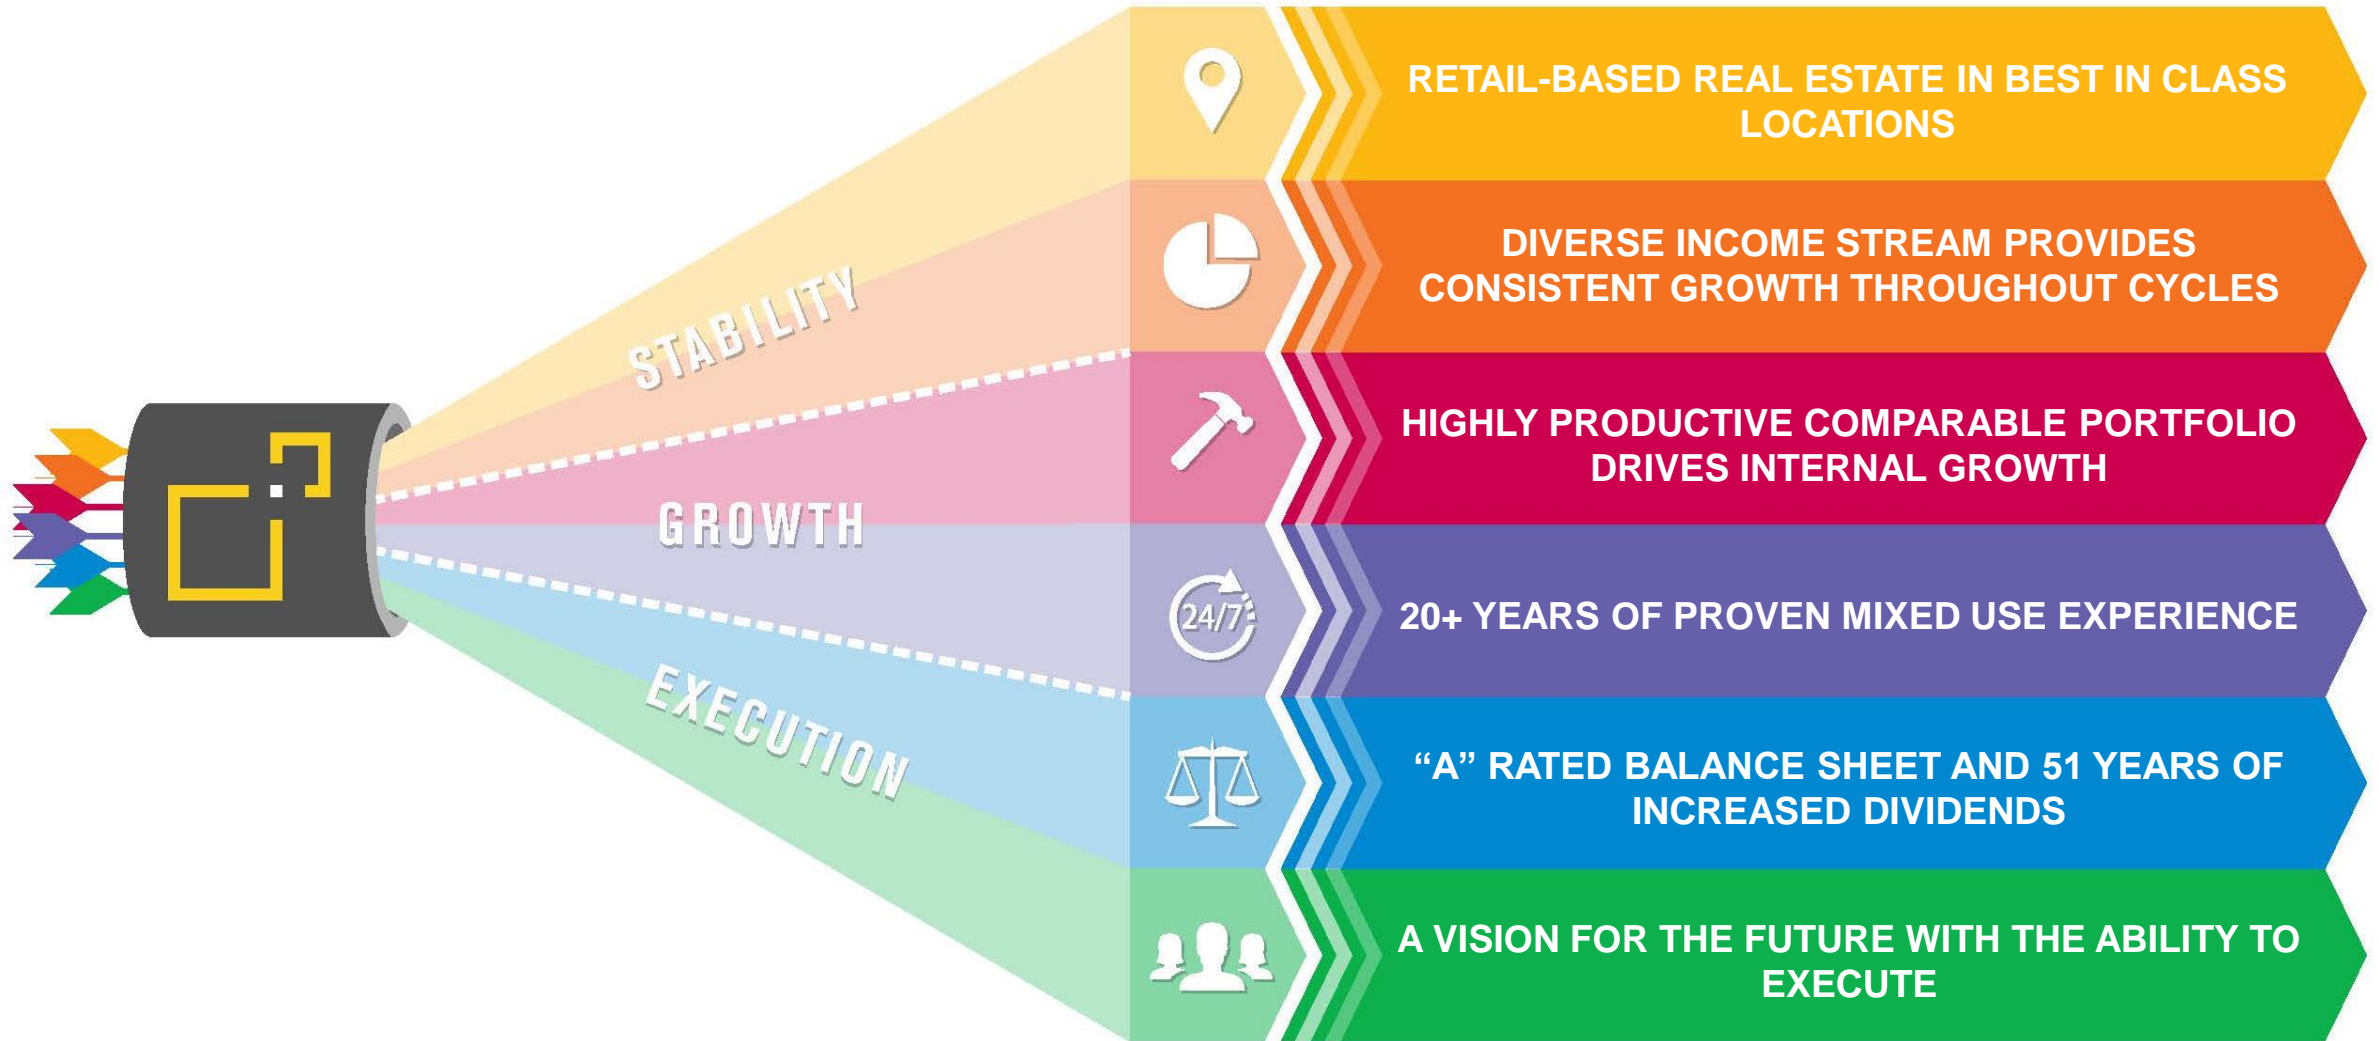 STABILITY
GROWTH
EXECUTION
RETAIL-BASED REAL ESTATE IN BEST IN CLASS
LOCATIONS
DIVERSE INCOME STREAM PROVIDES
CONSISTENT GROWTH THROUGHOUT CYCLES
HIGHLY PRODUCTIVE COMPARABLE PORTFOLIO
DRIVES INTERNAL GROWTH
24/7
20+ YEARS OF PROVEN MIXED USE EXPERIENCE
“A” RATED BALANCE SHEET AND 51 YEARS OF
INCREASED DIVIDENDS
A VISION FOR THE FUTURE WITH THE ABILITY TO
EXECUTE